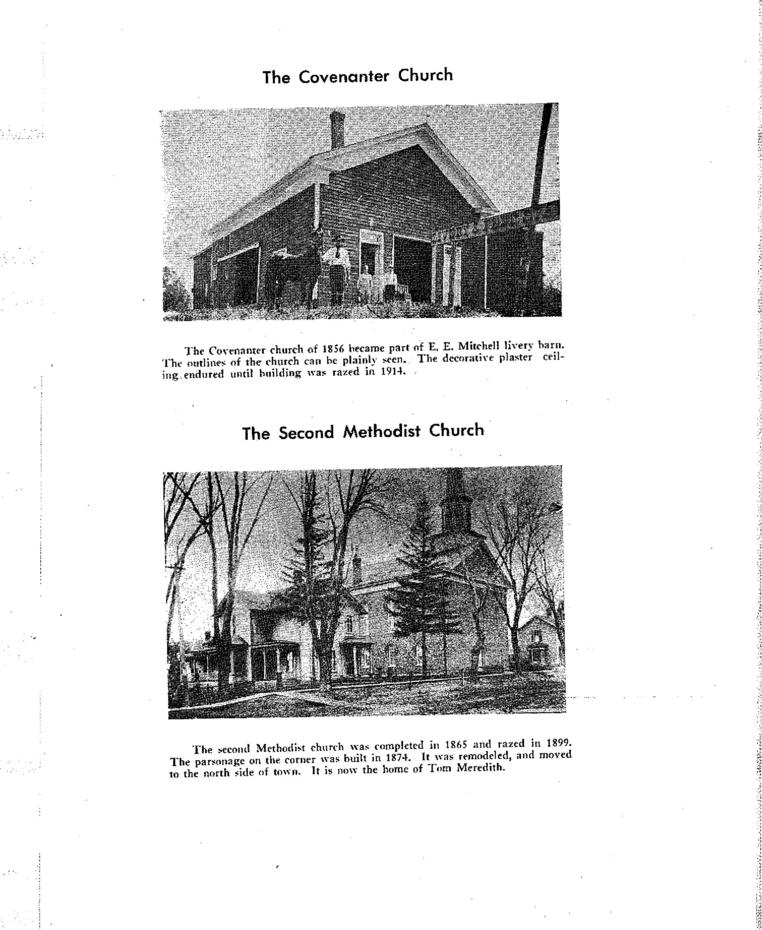 The Covenanter Church
The Covenanter church of 1856 became part of E. E. Mitchell livery barn.
The outlines of the church can be plainly seen. The decorative plaster ceil-
ing endured until building was razed in 1914.
The Second Methodist Church
The second Methodist church was completed in 1865 and razed in 1899.
The parsonage on the corner was built in 1874. It was remodeled, and moved
to the north side of town. It is now the home of Tom Meredith.